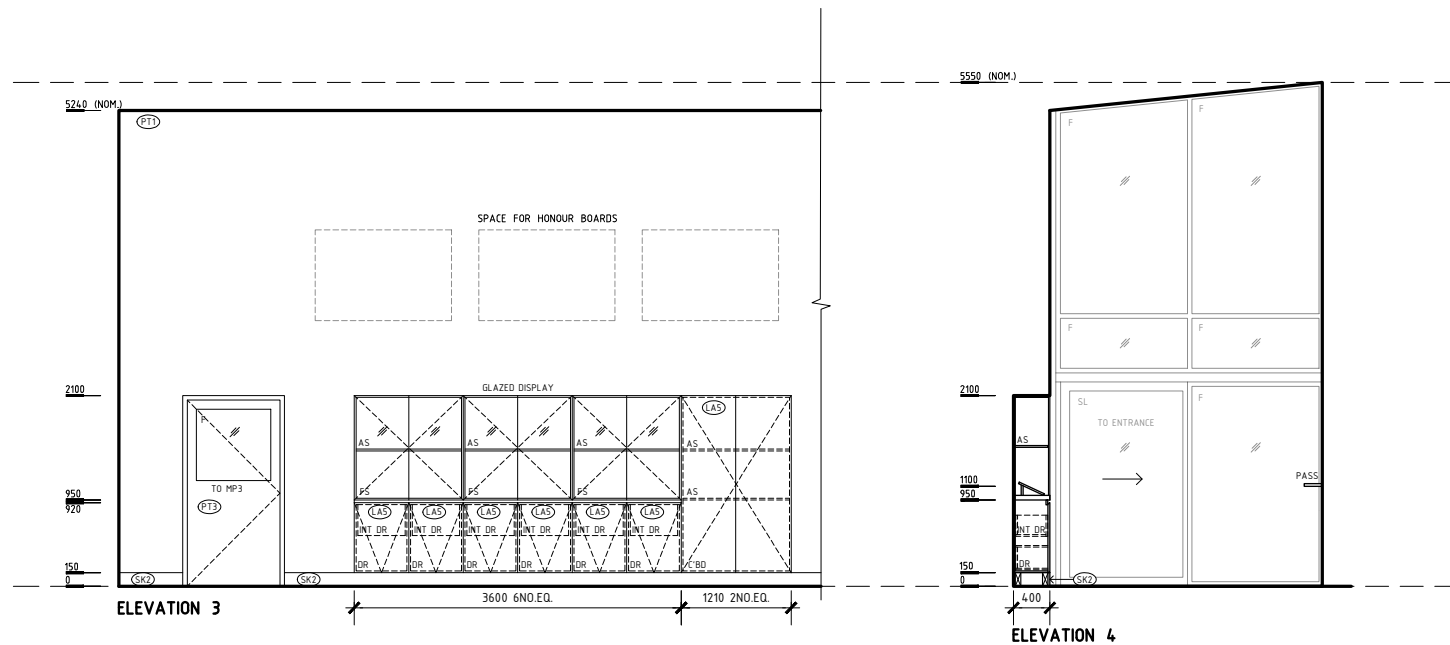 5550 (NOM.)
5240 (NOM.)
PT1
F
F
SPACE FOR HONOUR BOARDS
F
F
2100
GLAZED DISPLAY
2100
LA5
SL
F
F
TO ENTRANCE
AS
AS
AS
AS
AS
TO MP3
PASS
950
920
PT3
FS
FS
FS
AS
1100
950
LA5
LA5
LA5
LA5
LA5
LA5
INT DR
INT DR
INT DR
INT DR
INT DR
INT DR
INT DR
DR
DR
DR
DR
DR
DR
C'BD
DR
150
0
SK2
SK2
150
0
SK2
3600 6NO.EQ.
1210 2NO.EQ.
400
ELEVATION 3
ELEVATION 4